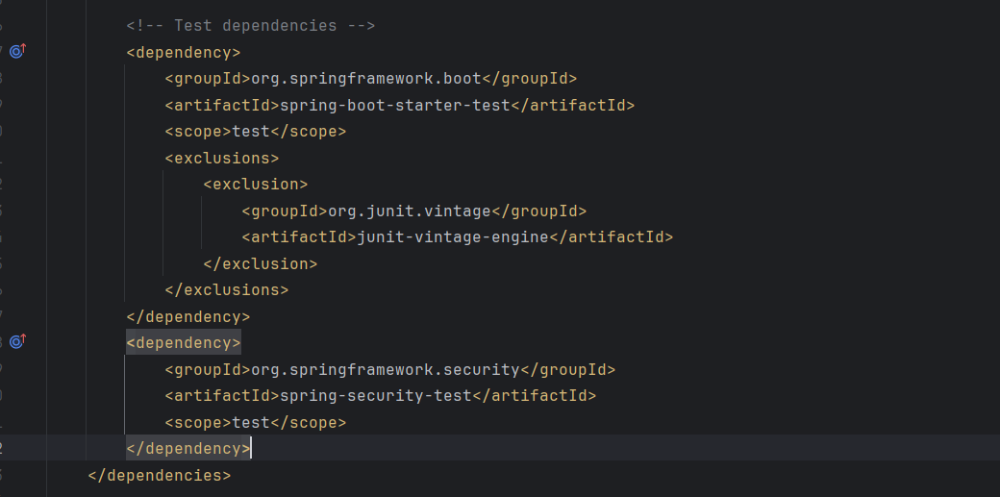 <!-- Test dependencies -->
<dependency>
<groupId>org.springframework.boot</groupId>
<artifactId>spring-boot-starter-test</artifactId>
<scope>test</scope>
<exclusions>
<exclusion>
<groupId>org.junit.vintage</groupId>
<artifactId>junit-vintage-engine</artifactId>
</exclusion>
</exclusions>
</dependency>
<dependency>
<groupId>org.springframework.security</groupId>
<artifactId>spring-security-test</artifactId>
<scope>test</scope>
</dependency>
</dependencies>